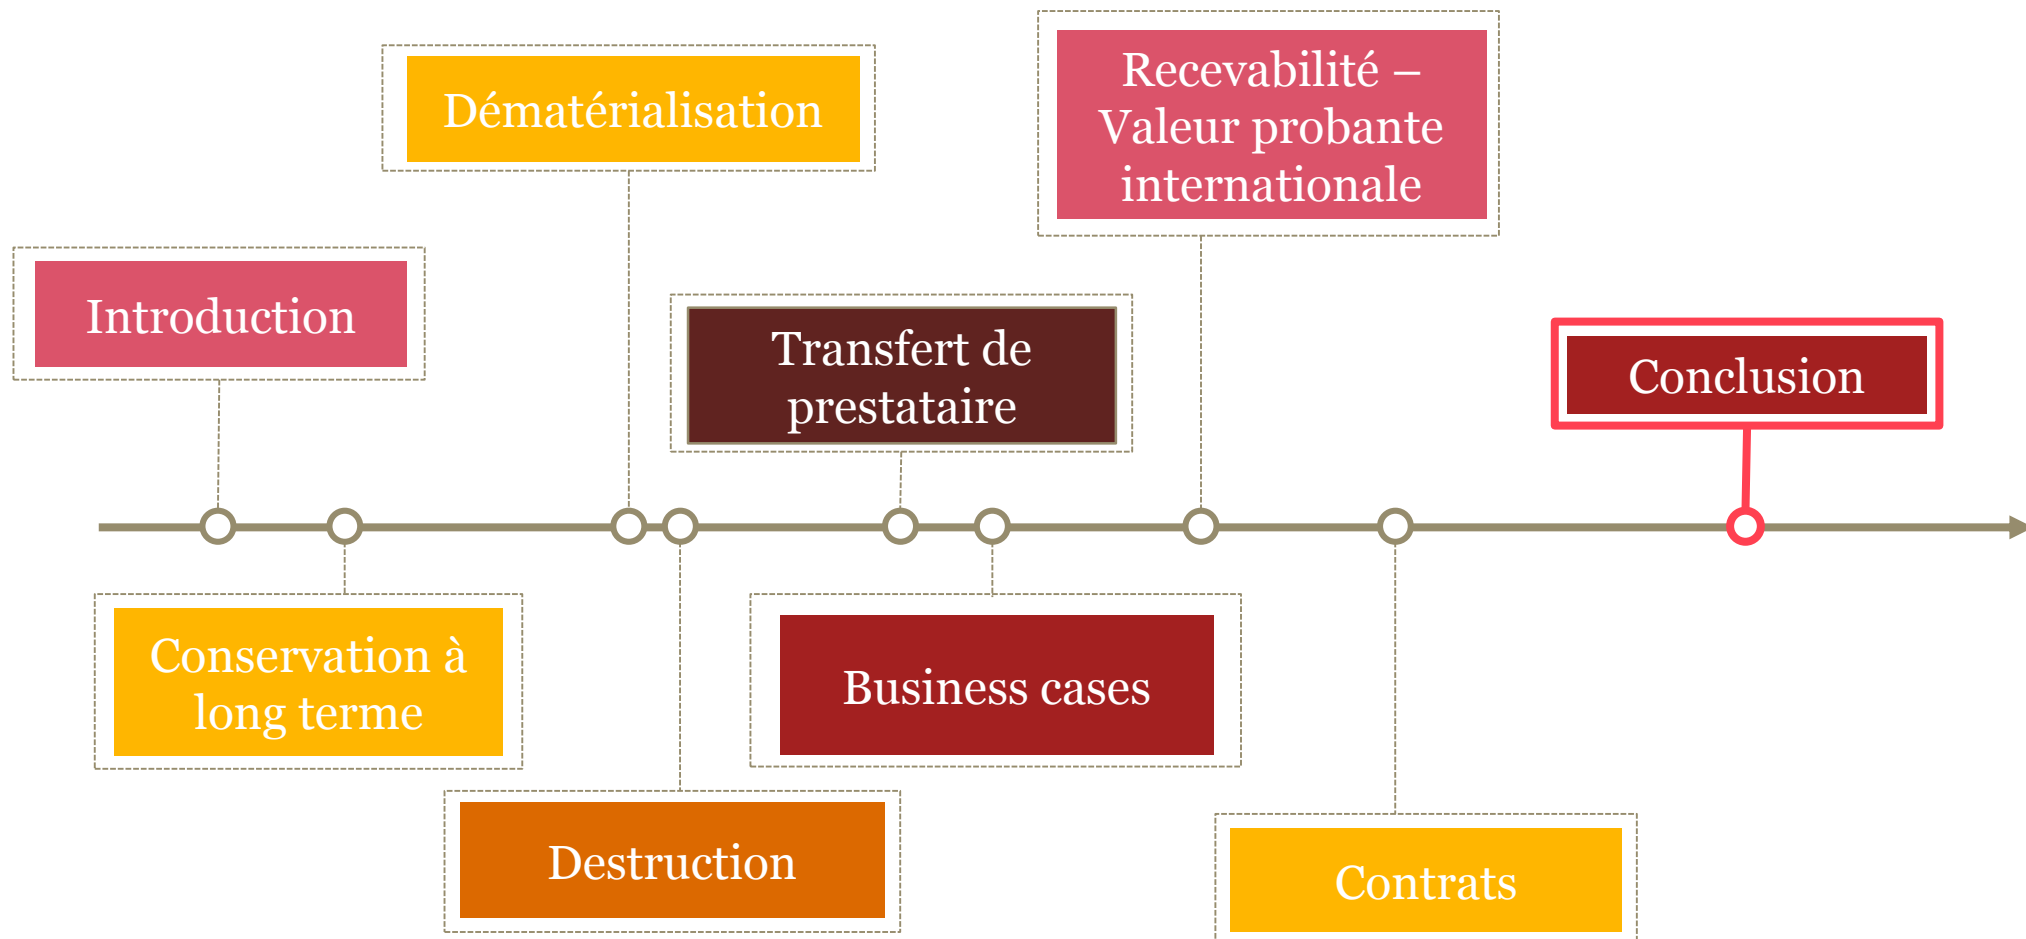 Introduction
Conservation à
long terme
Dématérialisation
Destruction
Transfert de
prestataire
Business cases
Recevabilité –
Valeur probante
internationale
Contrats
Conclusion